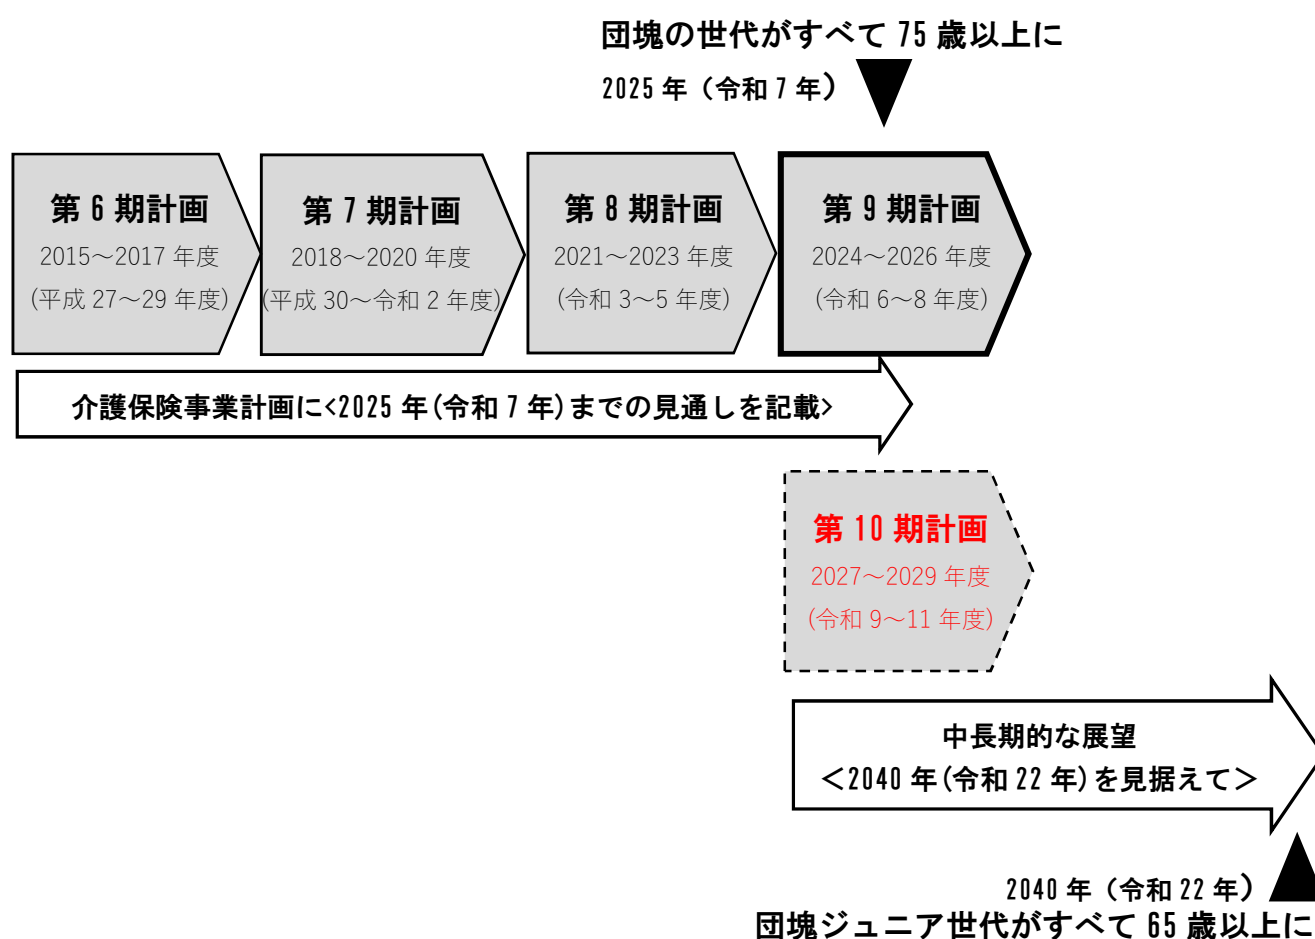 団塊の世代がすべて 75 歳以上に
2025 年（令和 7 年）
第 6 期計画
2015～2017 年度
(平成 27～29 年度)
第 7 期計画
2018～2020 年度
(平成 30～令和 2 年度)
第 8 期計画
2021～2023 年度
(令和 3～5 年度)
第 9 期計画
2024～2026 年度
(令和 6～8 年度)
介護保険事業計画に<2025 年(令和 7 年)までの見通しを記載>
第 10 期計画
2027～2029 年度
(令和 9～11 年度)
中長期的な展望
＜2040 年(令和 22 年)を見据えて＞
2040 年（令和 22 年）
団塊ジュニア世代がすべて 65 歳以上に